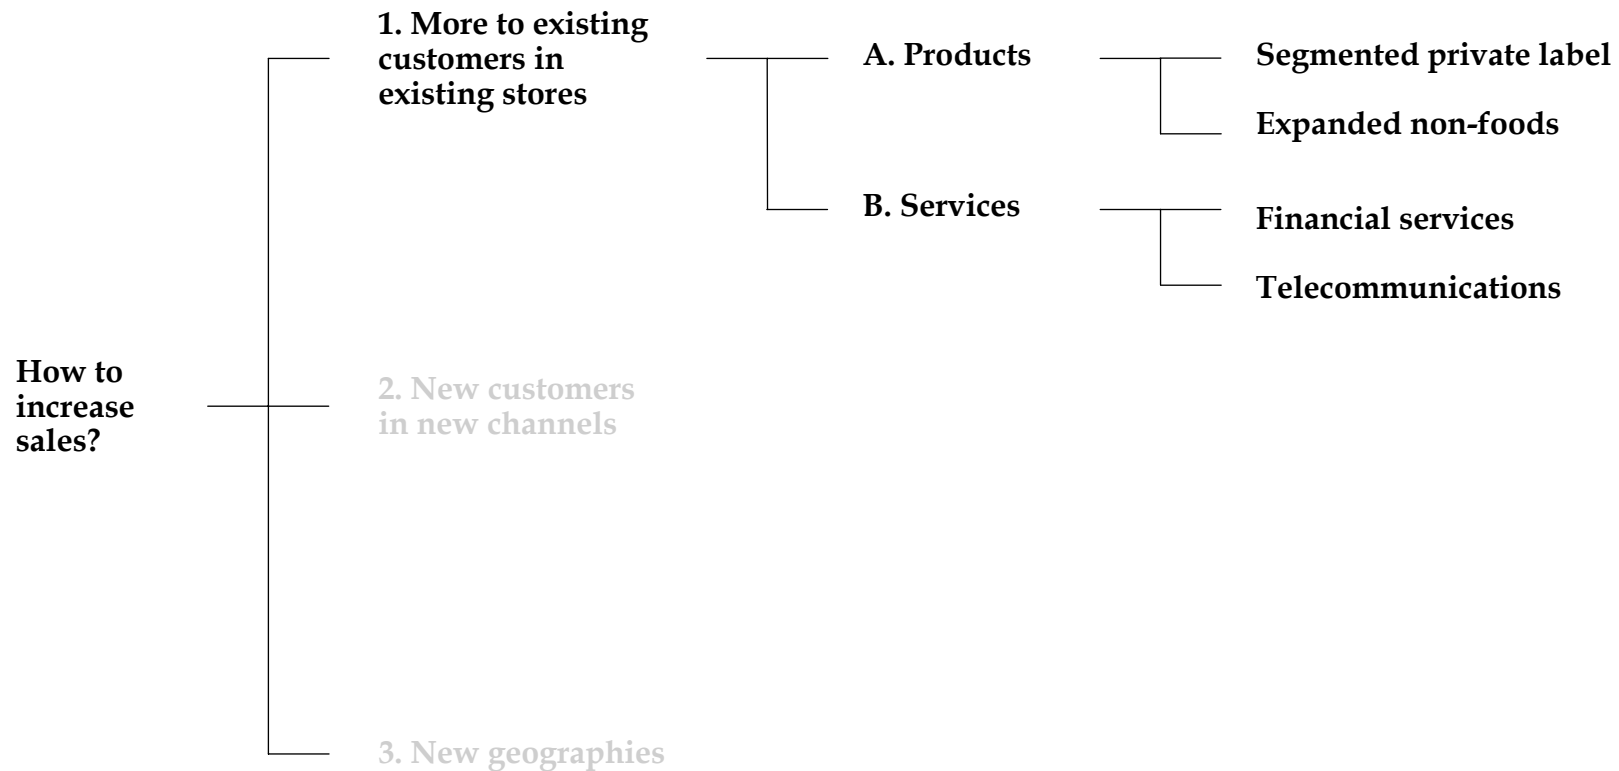 How to
increase
sales?
1. More to existing
customers in
existing stores
A. Products
Segmented private label
Expanded non-foods
B. Services
Financial services
Telecommunications
2. New customers
in new channels
3. New geographies